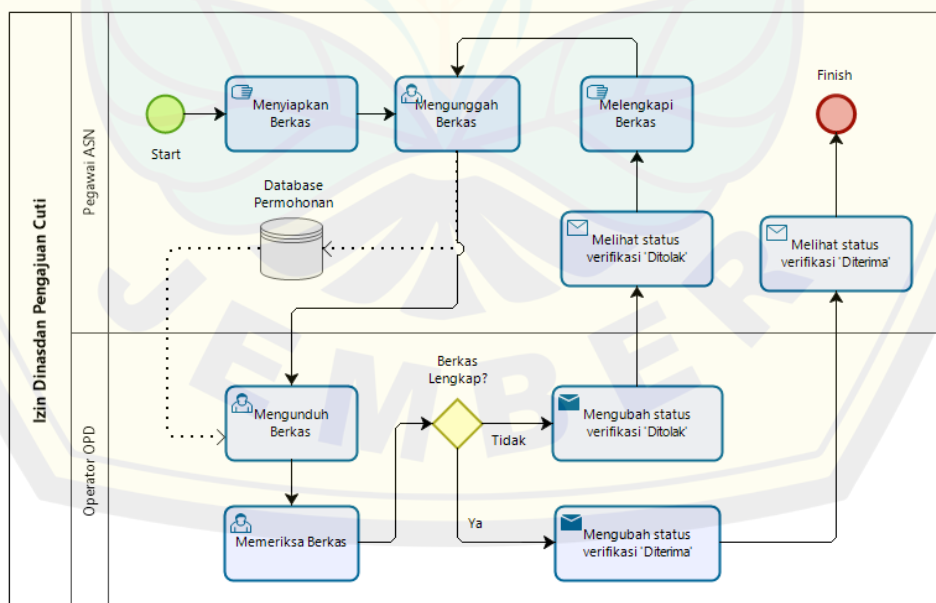 Izin Dinasdan Pengajuan Cuti
Pegawai ASN
Start
Menyiapkan
Berkas
Mengunggah
Berkas
Melengkapi
Berkas
Finish
Database
Permohonan
Melihat status
verifikasi 'Ditolak'
Melihat status
verifikasi 'Diterima'
Operator OPD
Mengunduh
Berkas
Berkas
Lengkap?
Tidak
Mengubah status
verifikasi 'Ditolak'
Memeriksa Berkas
Ya
Mengubah status
verifikasi 'Diterima'
JEMBER